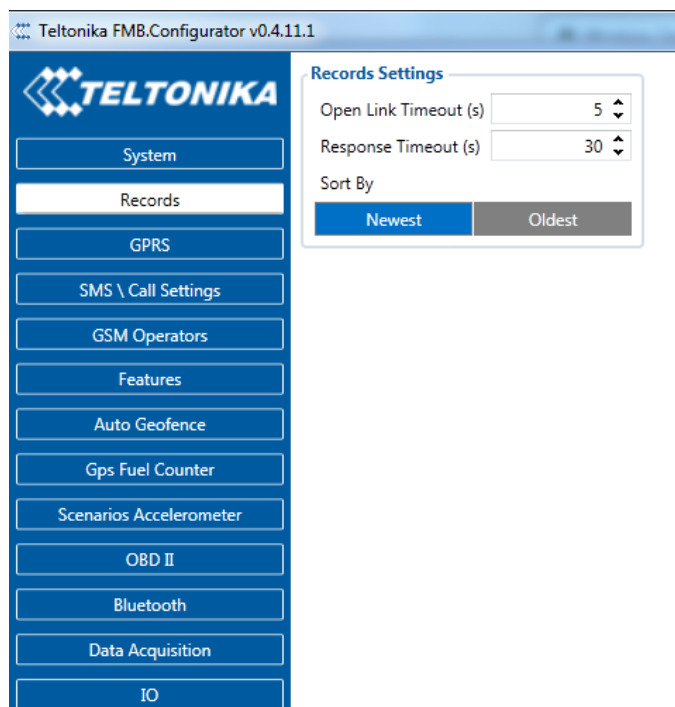 Teltonika FMB.Configurator v0.4.11.1
TELTONIKA
System
Records
GPRS
SMS \ Call Settings
GSM Operators
Features
Auto Geofence
Gps Fuel Counter
Scenarios Accelerometer
OBD II
Bluetooth
Data Acquisition
IO
Records Settings
Open Link Timeout (s) 5
Response Timeout (s) 30
Sort By
Newest Oldest